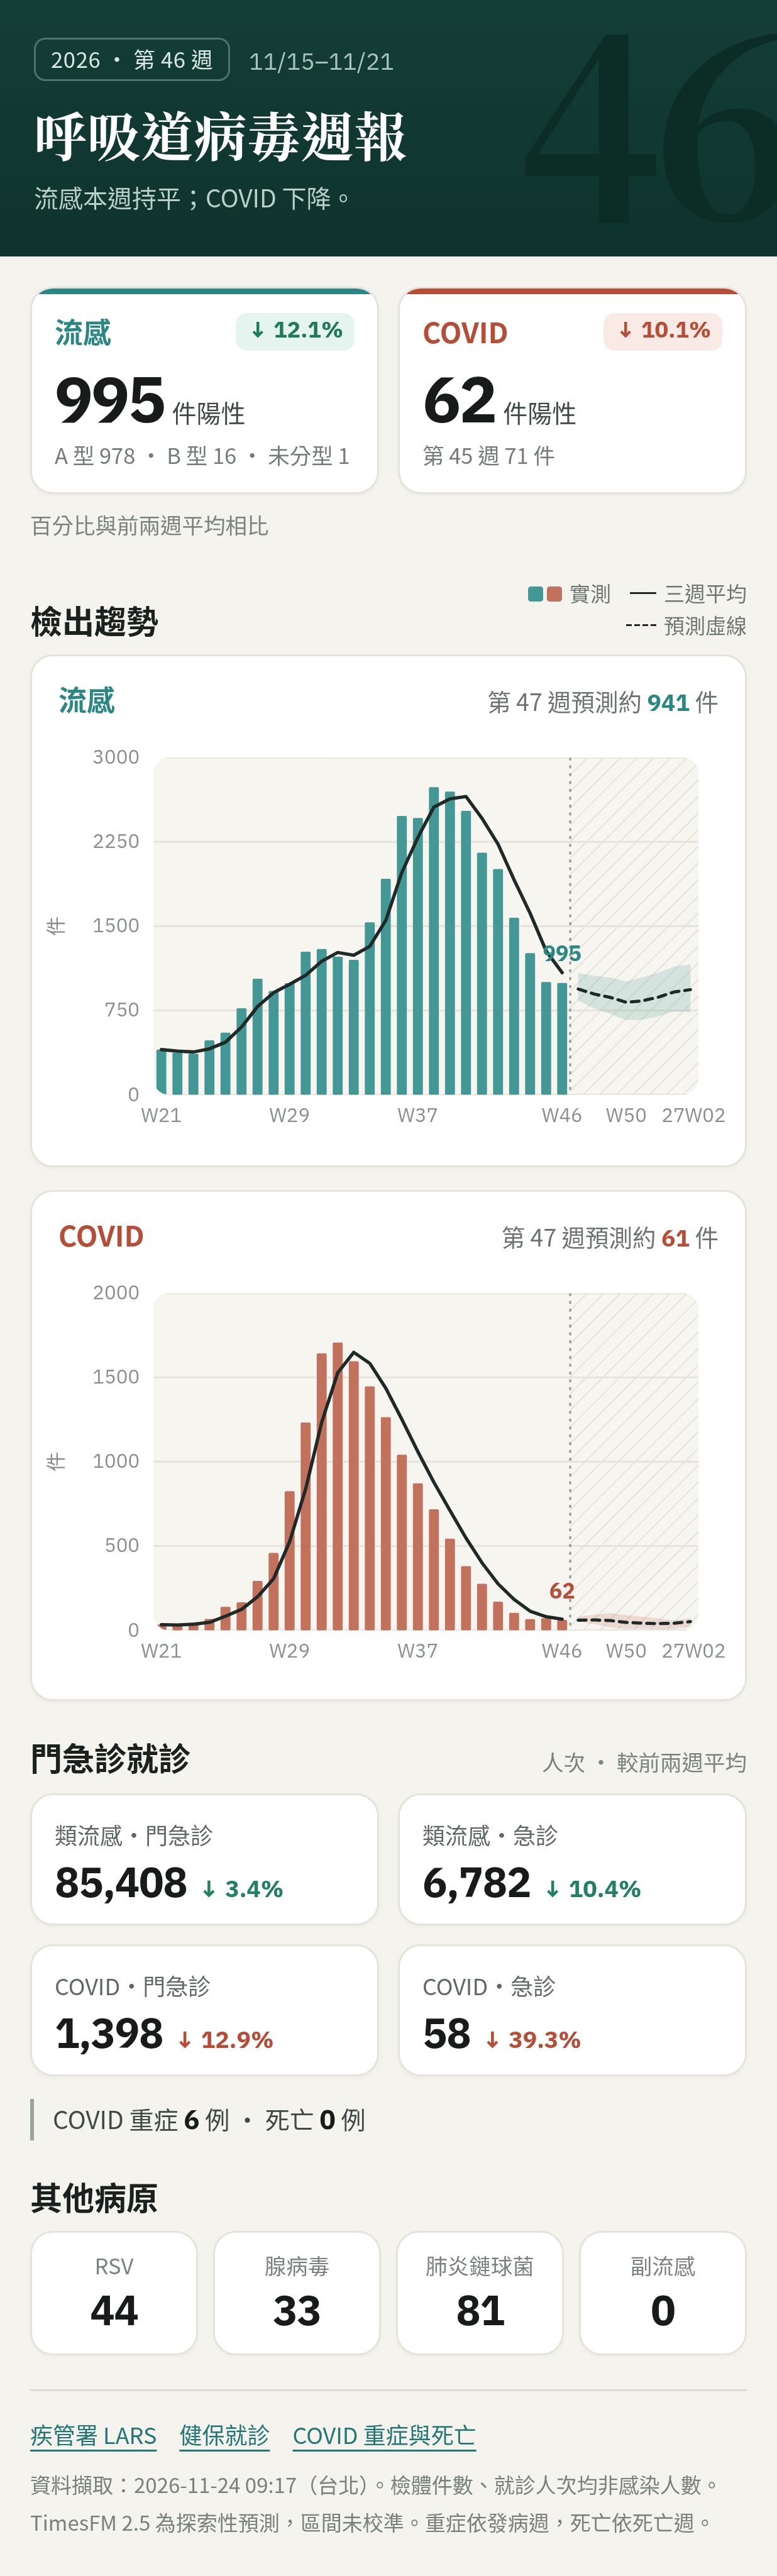 2026 • 第 46 週 11/15–11/21
46
呼吸道病毒週報
流感本週持平；COVID 下降。
流感 ↓ 12.1%
995 件陽性
A 型 978 • B 型 16 • 未分型 1
COVID ↓ 10.1%
62 件陽性
第 45 週 71 件
百分比與前兩週平均相比
檢出趨勢
實測 三週平均
預測虛線
流感 第 47 週預測約 941 件
3000
2250
1500
750
0
件
995
W21 W29 W37 W46 W50 27W02
COVID 第 47 週預測約 61 件
2000
1500
1000
500
0
件
62
W21 W29 W37 W46 W50 27W02
門急診就診 人次 • 較前兩週平均
類流感•門急診
85,408 ↓ 3.4%
類流感•急診
6,782 ↓ 10.4%
COVID•門急診
1,398 ↓ 12.9%
COVID•急診
58 ↓ 39.3%
COVID 重症 6 例 • 死亡 0 例
其他病原
RSV
44
腺病毒
33
肺炎鏈球菌
81
副流感
0
疾管署 LARS 健保就診 COVID 重症與死亡
資料擷取：2026-11-24 09:17（台北）。檢體件數、就診人次均非感染人數。
TimesFM 2.5 為探索性預測，區間未校準。重症依發病週，死亡依死亡週。